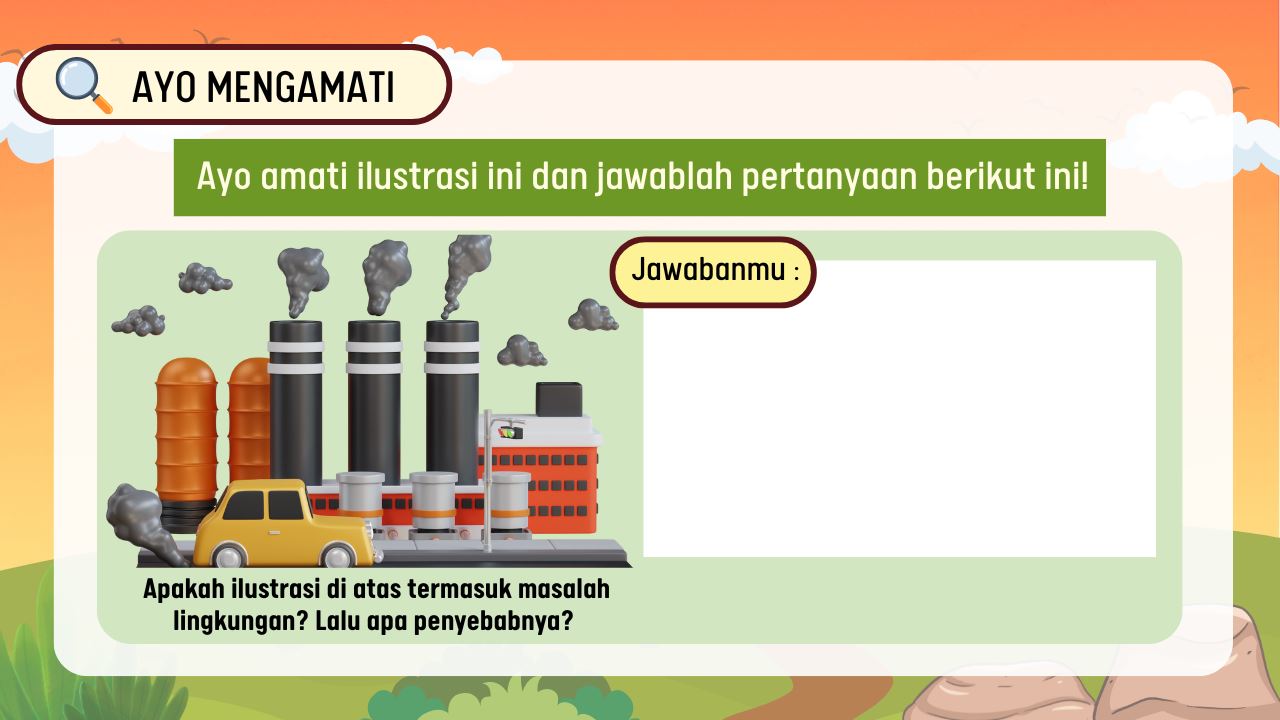 AYO MENGAMATI
Ayo amati ilustrasi ini dan jawablah pertanyaan berikut ini!
Jawabanmu :
Apakah ilustrasi di atas termasuk masalah
lingkungan? Lalu apa penyebabnya?